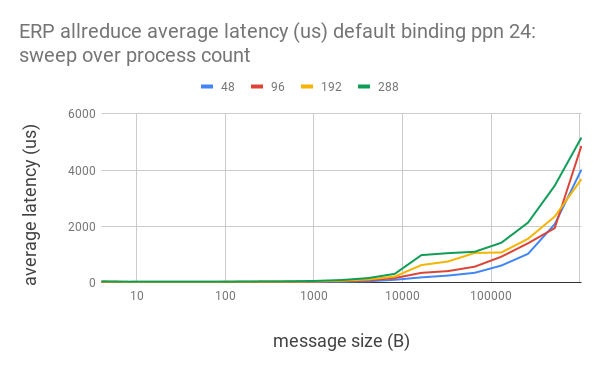 ERP allreduce average latency (us) default binding ppn 24:
sweep over process count
48 96 192 288
average latency (us)
6000
4000
2000
0
10 100 1000 10000 100000
message size (B)